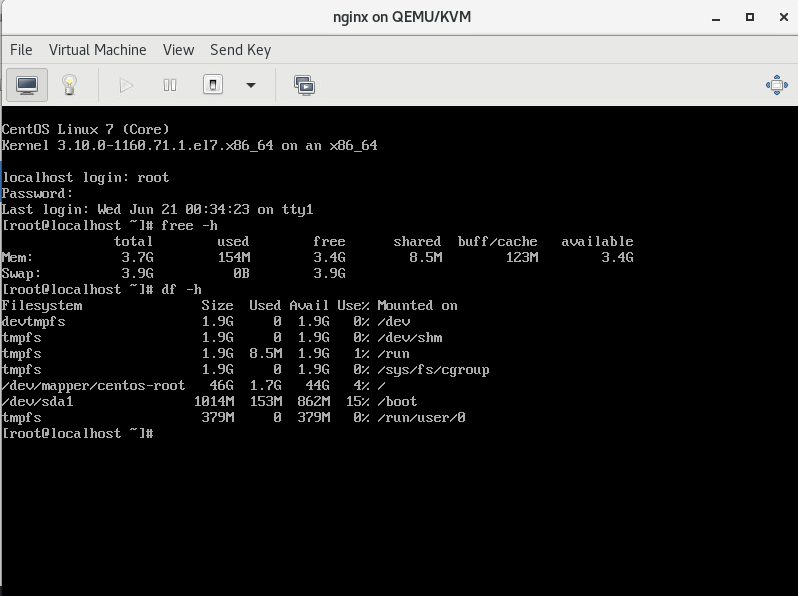 nginx on QEMU/KVM
File Virtual Machine View Send Key
CentOS Linux 7 (Core)
Kernel 3.10.0-1160.71.1.el7.x86_64 on an x86_64
localhost login: root
Password:
Last login: Wed Jun 21 00:34:23 on tty1
[root@localhost ~]# free -h
              total        used        free      shared  buff/cache   available
Mem:           3.7G        154M        3.4G        8.5M        123M        3.4G
Swap:          3.9G          0B        3.9G
[root@localhost ~]# df -h
Filesystem               Size  Used Avail Use% Mounted on
devtmpfs                 1.9G     0  1.9G   0% /dev
tmpfs                    1.9G     0  1.9G   0% /dev/shm
tmpfs                    1.9G  8.5M  1.9G   1% /run
tmpfs                    1.9G     0  1.9G   0% /sys/fs/cgroup
/dev/mapper/centos-root   46G  1.7G   44G   4% /
/dev/sda1               1014M  153M  862M  15% /boot
tmpfs                    379M     0  379M   0% /run/user/0
[root@localhost ~]#